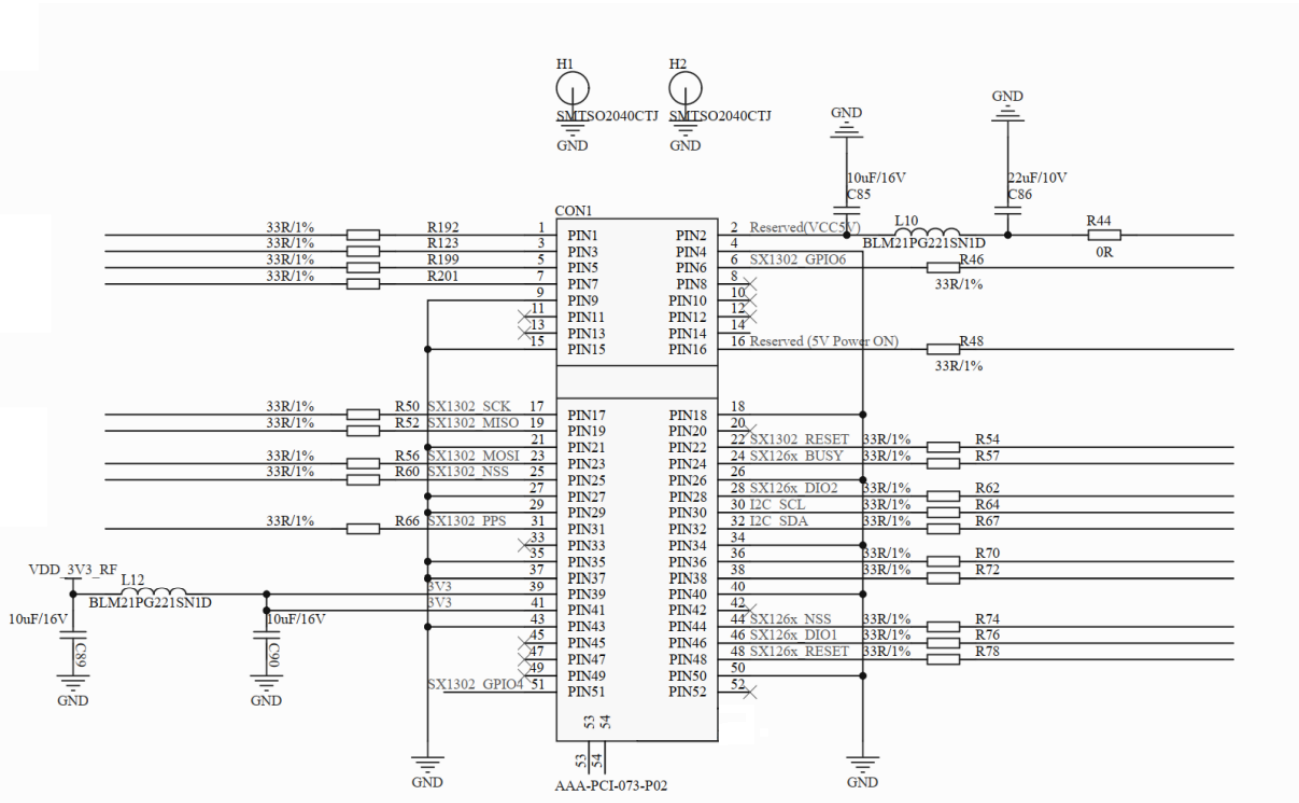 H1
H2
SMTSO2040CTJ
SMTSO2040CTJ
GND
GND
GND
GND
10uF/16V
C85
22uF/10V
C86
CON1
L10
BLM21PG221SN1D
R44
0R
33R/1% R192 1 PIN1 PIN2 2 Reserved(VCC5V)
33R/1% R123 3 PIN3 PIN4 4
33R/1% R199 5 PIN5 PIN6 6 SX1302_GPIO6 R46
33R/1%
33R/1% R201 7 PIN7 PIN8 8
9 PIN9 PIN10 10
11 PIN11 PIN12 12
13 PIN13 PIN14 14
15 PIN15 PIN16 16 Reserved (5V Power ON) R48
33R/1%
33R/1% R50 SX1302_SCK 17 PIN17 PIN18 18
33R/1% R52 SX1302_MISO 19 PIN19 PIN20 20
21 PIN21 PIN22 22 SX1302_RESET 33R/1% R54
33R/1% R56 SX1302_MOSI 23 PIN23 PIN24 24 SX126x_BUSY 33R/1% R57
33R/1% R60 SX1302_NSS 25 PIN25 PIN26 26
27 PIN27 PIN28 28 SX126x_DIO2 33R/1% R62
29 PIN29 PIN30 30 I2C_SCL 33R/1% R64
33R/1% R66 SX1302_PPS 31 PIN31 PIN32 32 I2C_SDA 33R/1% R67
33 PIN33 PIN34 34
35 PIN35 PIN36 36 33R/1% R70
37 PIN37 PIN38 38 33R/1% R72
3V3 39 PIN39 PIN40 40
3V3 41 PIN41 PIN42 42
43 PIN43 PIN44 44 SX126x_NSS 33R/1% R74
45 PIN45 PIN46 46 SX126x_DIO1 33R/1% R76
47 PIN47 PIN48 48 SX126x_RESET 33R/1% R78
49 PIN49 PIN50 50
SX1302_GPIO4 51 PIN51 PIN52 52
VDD_3V3_RF
L12
BLM21PG221SN1D
10uF/16V
C89
GND
10uF/16V
C90
GND
53 54
53 54
GND
GND
AAA-PCI-073-P02